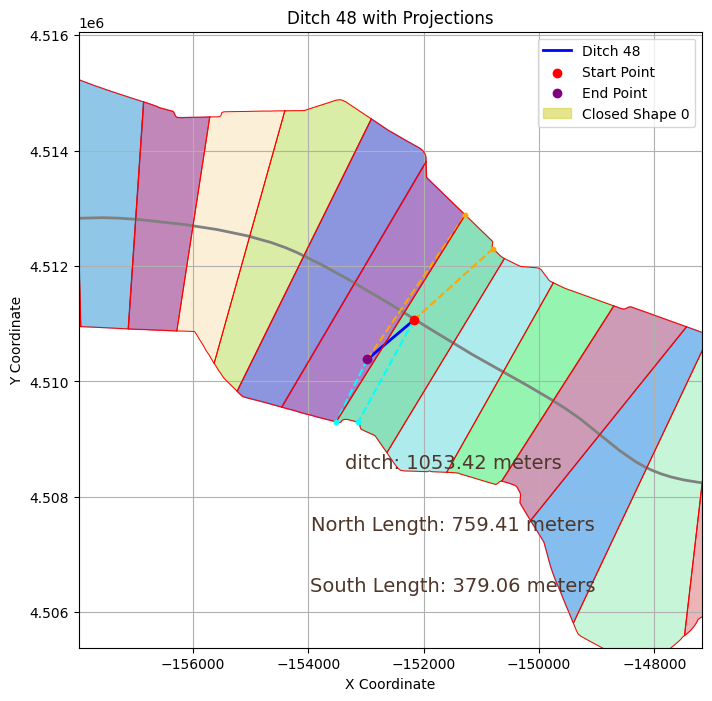 Ditch 48 with Projections
1e6
4.516
4.514
4.512
4.510
4.508
4.506
Y Coordinate
Ditch 48
Start Point
End Point
Closed Shape 0
ditch: 1053.42 meters
North Length: 759.41 meters
South Length: 379.06 meters
−156000 −154000 −152000 −150000 −148000
X Coordinate